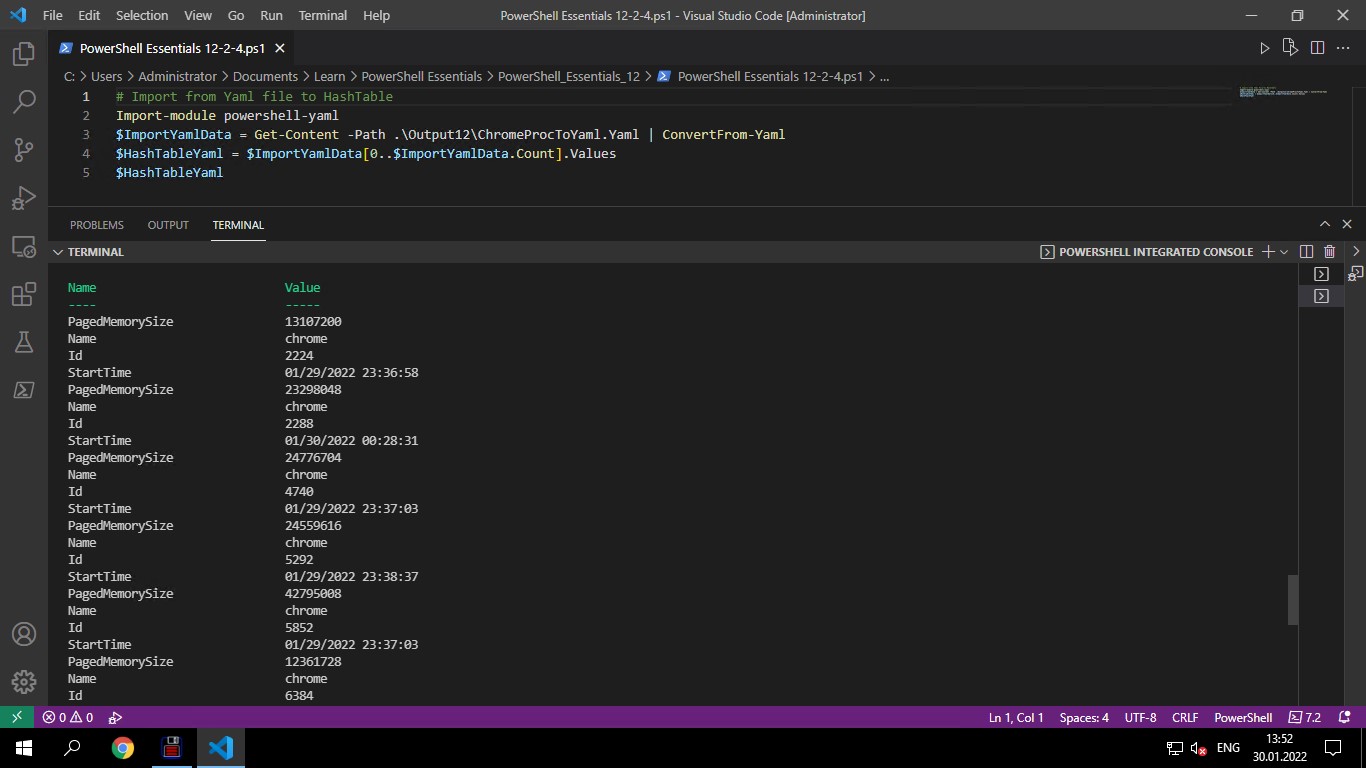 File Edit Selection View Go Run Terminal Help PowerShell Essentials 12-2-4.ps1 - Visual Studio Code [Administrator]
PowerShell Essentials 12-2-4.ps1
C: > Users > Administrator > Documents > Learn > PowerShell Essentials > PowerShell_Essentials_12 > PowerShell Essentials 12-2-4.ps1 > ...
1 # Import from Yaml file to HashTable
2 Import-module powershell-yaml
3 $ImportYamlData = Get-Content -Path .\Output12\ChromeProcToYaml.Yaml | ConvertFrom-Yaml
4 $HashTableYaml = $ImportYamlData[0..$ImportYamlData.Count].Values
5 $HashTableYaml
PROBLEMS OUTPUT TERMINAL
TERMINAL POWERSHELL INTEGRATED CONSOLE
Name Value
---- -----
PagedMemorySize 13107200
Name chrome
Id 2224
StartTime 01/29/2022 23:36:58
PagedMemorySize 23298048
Name chrome
Id 2288
StartTime 01/30/2022 00:28:31
PagedMemorySize 24776704
Name chrome
Id 4740
StartTime 01/29/2022 23:37:03
PagedMemorySize 24559616
Name chrome
Id 5292
StartTime 01/29/2022 23:38:37
PagedMemorySize 42795008
Name chrome
Id 5852
StartTime 01/29/2022 23:37:03
PagedMemorySize 12361728
Name chrome
Id 6384
0 0 Ln 1, Col 1 Spaces: 4 UTF-8 CRLF PowerShell 7.2
ENG 13:52
30.01.2022